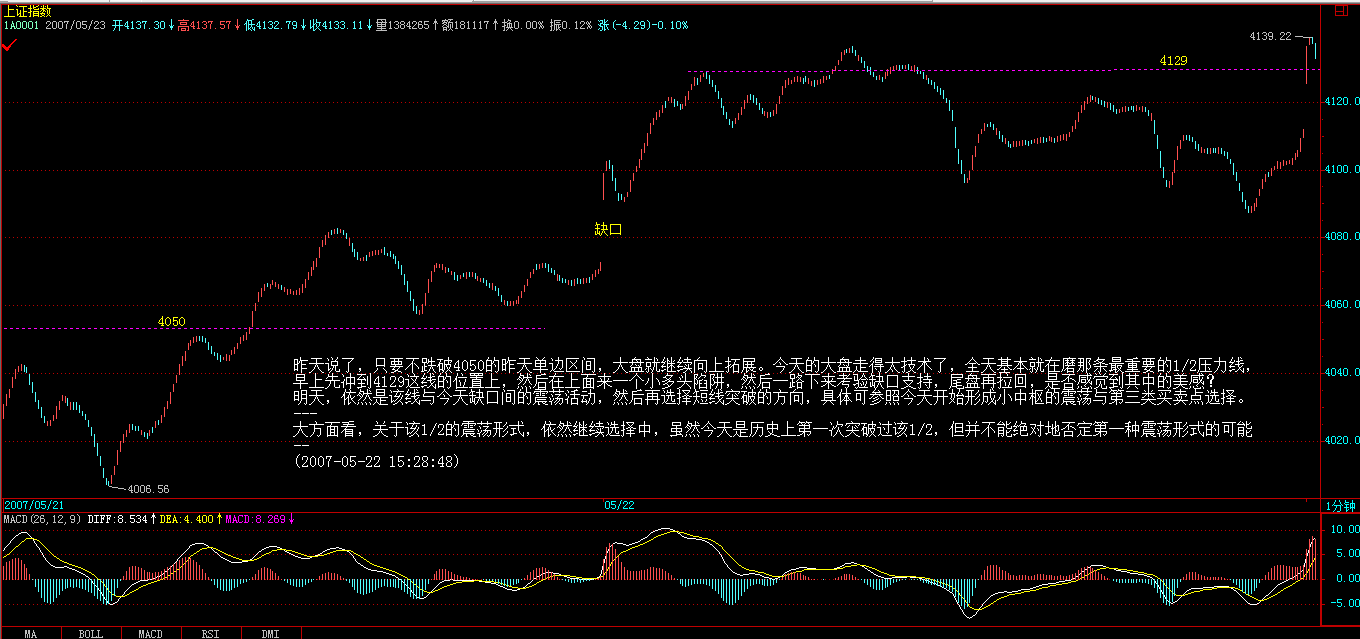 上证指数
1A0001 2007/05/23 开4137.30↓高4137.57↓低4132.79↓收4133.11↓量1384265↑额181117↑换0.00% 振0.12% 涨(-4.29)-0.10%
4139.22
4129
4120.0
4100.0
缺口
4080.0
4060.0
4050
昨天说了，只要不跌破4050的昨天单边区间，大盘就继续向上拓展。今天的大盘走得太技术了，全天基本就在磨那条最重要的1/2压力线，
早上先冲到4129这线的位置上，然后在上面来一个小多头陷阱，然后一路下来考验缺口支持，尾盘再拉回，是否感觉到其中的美感？
4040.0
明天，依然是该线与今天缺口间的震荡活动，然后再选择短线突破的方向，具体可参照今天开始形成小中枢的震荡与第三类买卖点选择。
---
大方面看，关于该1/2的震荡形式，依然继续选择中，虽然今天是历史上第一次突破过该1/2，但并不能绝对地否定第一种震荡形式的可能
4020.0
--
(2007-05-22 15:28:48)
4006.56
2007/05/21 05/22 1分钟
MACD(26,12,9) DIFF:8.534↑DEA:4.400↑MACD:8.269↓
10.00
5.00
0.00
-5.00
MA BOLL MACD RSI DMI